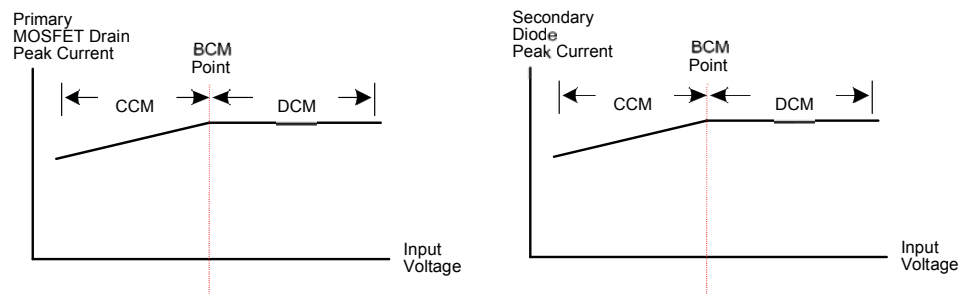 Primary
MOSFET Drain
Peak Current
BCM
Point
CCM
DCM
Input
Voltage
Secondary
Diode
Peak Current
BCM
Point
CCM
DCM
Input
Voltage